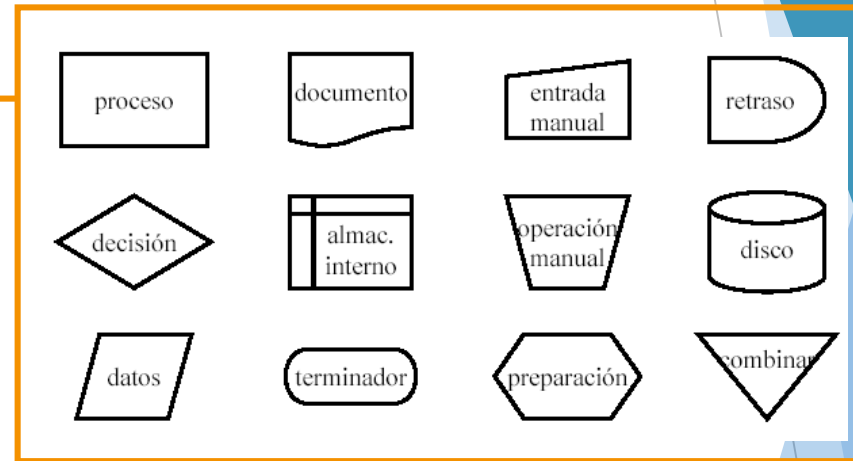 proceso
documento
entrada
manual
retraso
decisión
almac.
interno
operación
manual
disco
datos
terminador
preparación
combinar